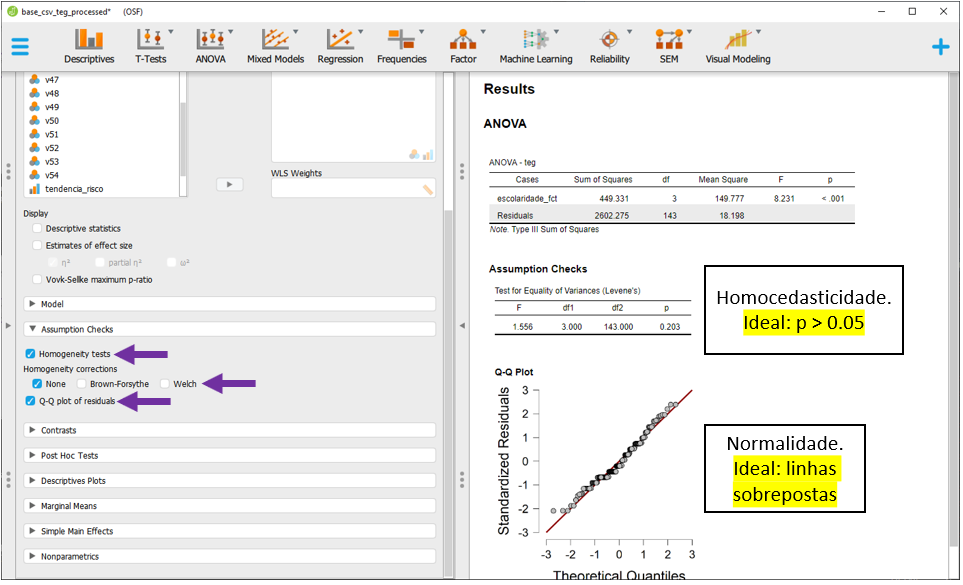 base_csv_teg_processed* (OSF)
Descriptives T-Tests ANOVA Mixed Models Regression Frequencies Factor Machine Learning Reliability SEM Visual Modeling
v47
v48
v49
v50
v51
v52
v53
v54
tendencia_risco
WLS Weights
Display
Descriptive statistics
Estimates of effect size
η² partial η² ω²
Vovk-Sellke maximum p-ratio
Model
Assumption Checks
Homogeneity tests
Homogeneity corrections
None Brown-Forsythe Welch
Q-Q plot of residuals
Contrasts
Post Hoc Tests
Descriptives Plots
Marginal Means
Simple Main Effects
Nonparametrics
Results
ANOVA
ANOVA - teg
Cases Sum of Squares df Mean Square F p
escolaridade_fct 449.331 3 149.777 8.231 < .001
Residuals 2602.275 143 18.198
Note. Type III Sum of Squares
Assumption Checks
Test for Equality of Variances (Levene's)
F df1 df2 p
1.556 3.000 143.000 0.203
Q-Q Plot
Standardized Residuals
3
2
1
0
-1
-2
-3
-3 -2 -1 0 1 2 3
Theoretical Quantiles
Homocedasticidade.
Ideal: p > 0.05
Normalidade.
Ideal: linhas
sobrepostas